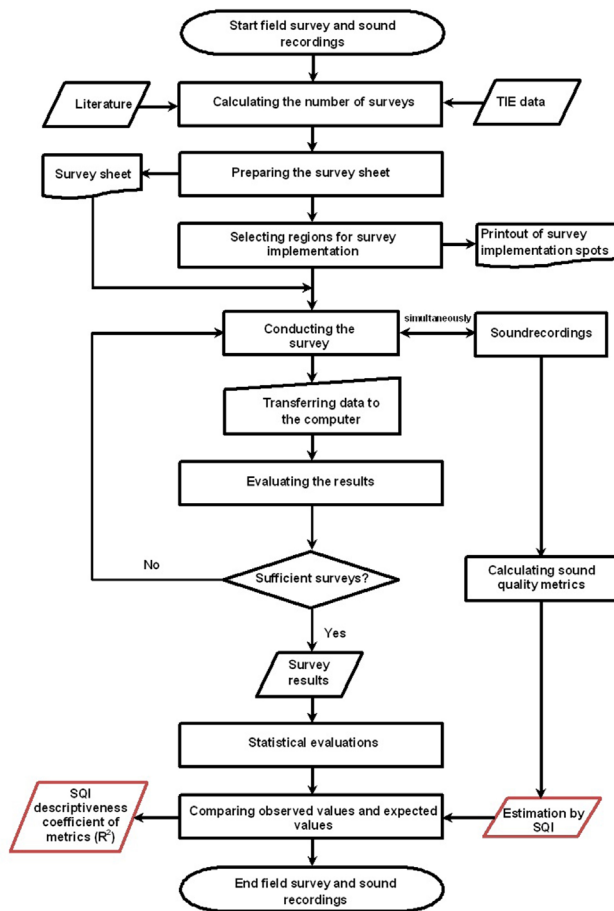 Start field survey and sound
recordings
Literature
Calculating the number of surveys
TIE data
Survey sheet
Preparing the survey sheet
Selecting regions for survey
implementation
Printout of survey
implementation spots
Conducting the
survey
simultaneously
Soundrecordings
Transferring data to
the computer
Evaluating the results
No
Sufficient surveys?
Calculating sound
quality metrics
Yes
Survey
results
Statistical evaluations
SQI
descriptiveness
coefficient of
metrics (R²)
Comparing observed values and expected
values
Estimation by
SQI
End field survey and sound
recordings